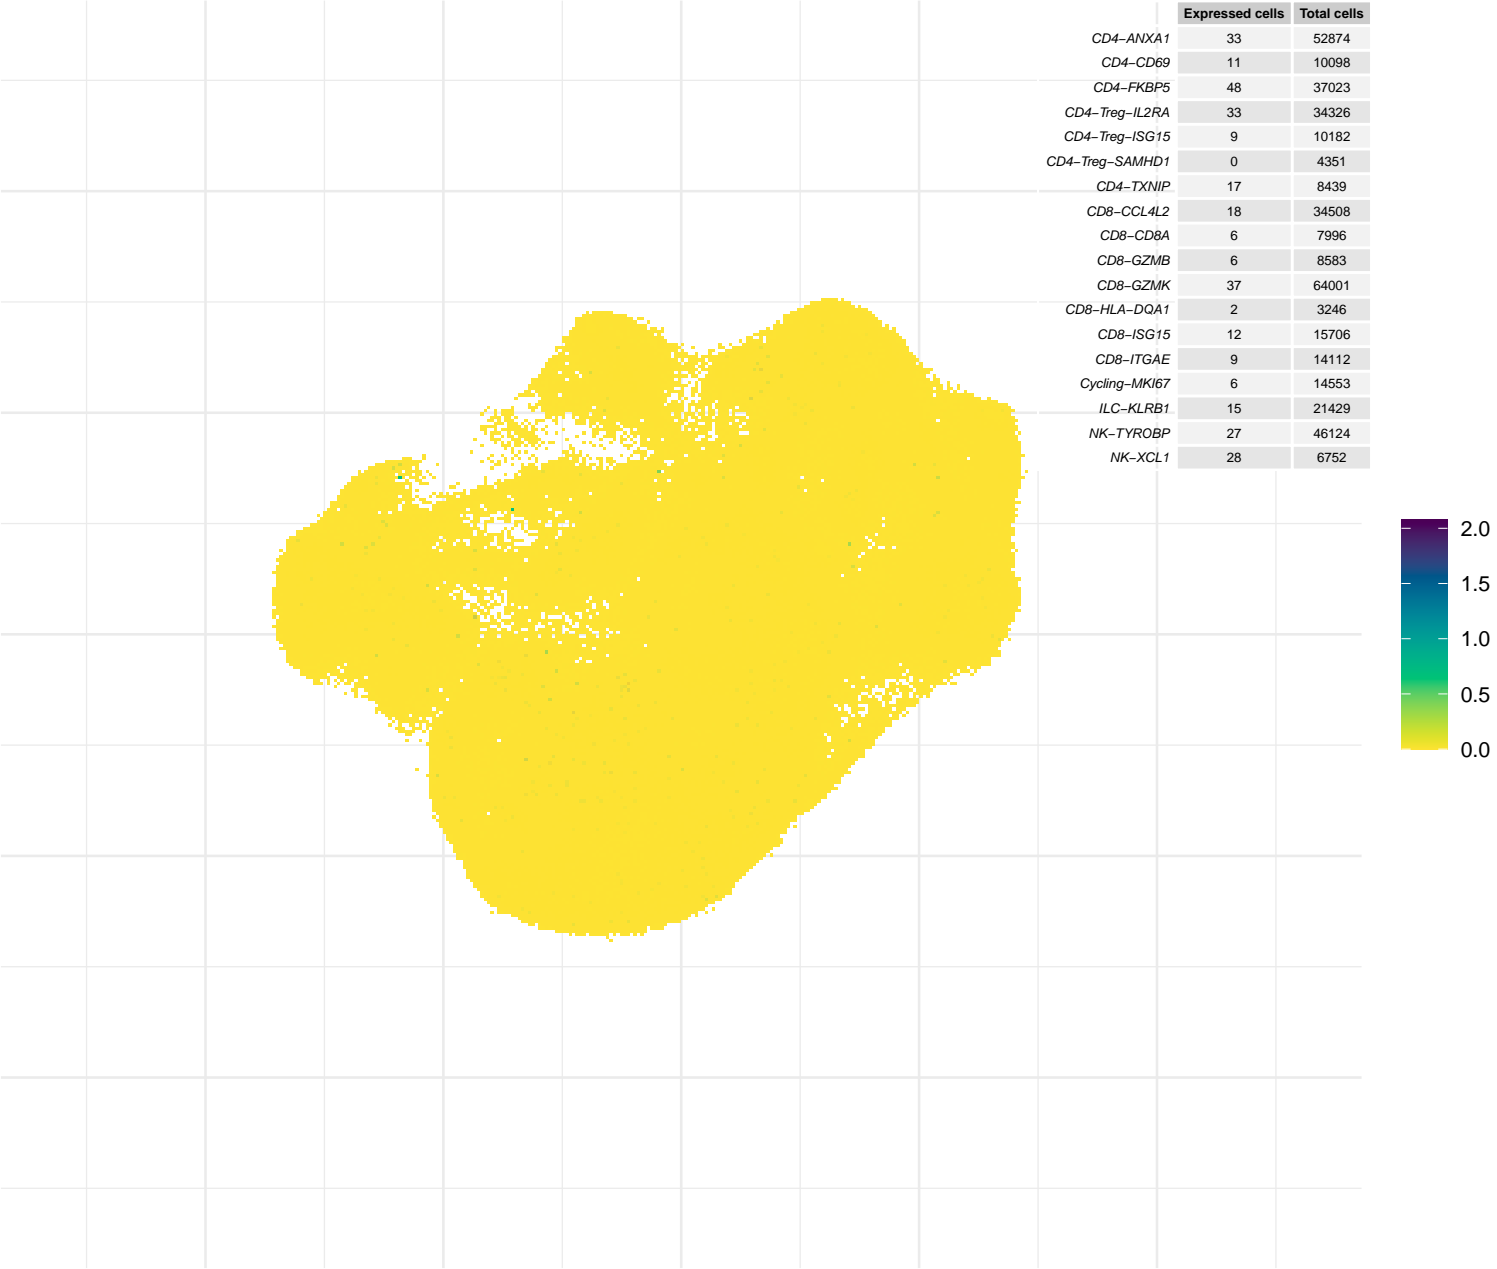 Expressed cells Total cells
CD4−ANXA1 33 52874
CD4−CD69 11 10098
CD4−FKBP5 48 37023
CD4−Treg−IL2RA 33 34326
CD4−Treg−ISG15 9 10182
CD4−Treg−SAMHD1 0 4351
CD4−TXNIP 17 8439
CD8−CCL4L2 18 34508
CD8−CD8A 6 7996
CD8−GZMB 6 8583
CD8−GZMK 37 64001
CD8−HLA−DQA1 2 3246
CD8−ISG15 12 15706
CD8−ITGAE 9 14112
Cycling−MKI67 6 14553
ILC−KLRB1 15 21429
NK−TYROBP 27 46124
NK−XCL1 28 6752
2.0
1.5
1.0
0.5
0.0